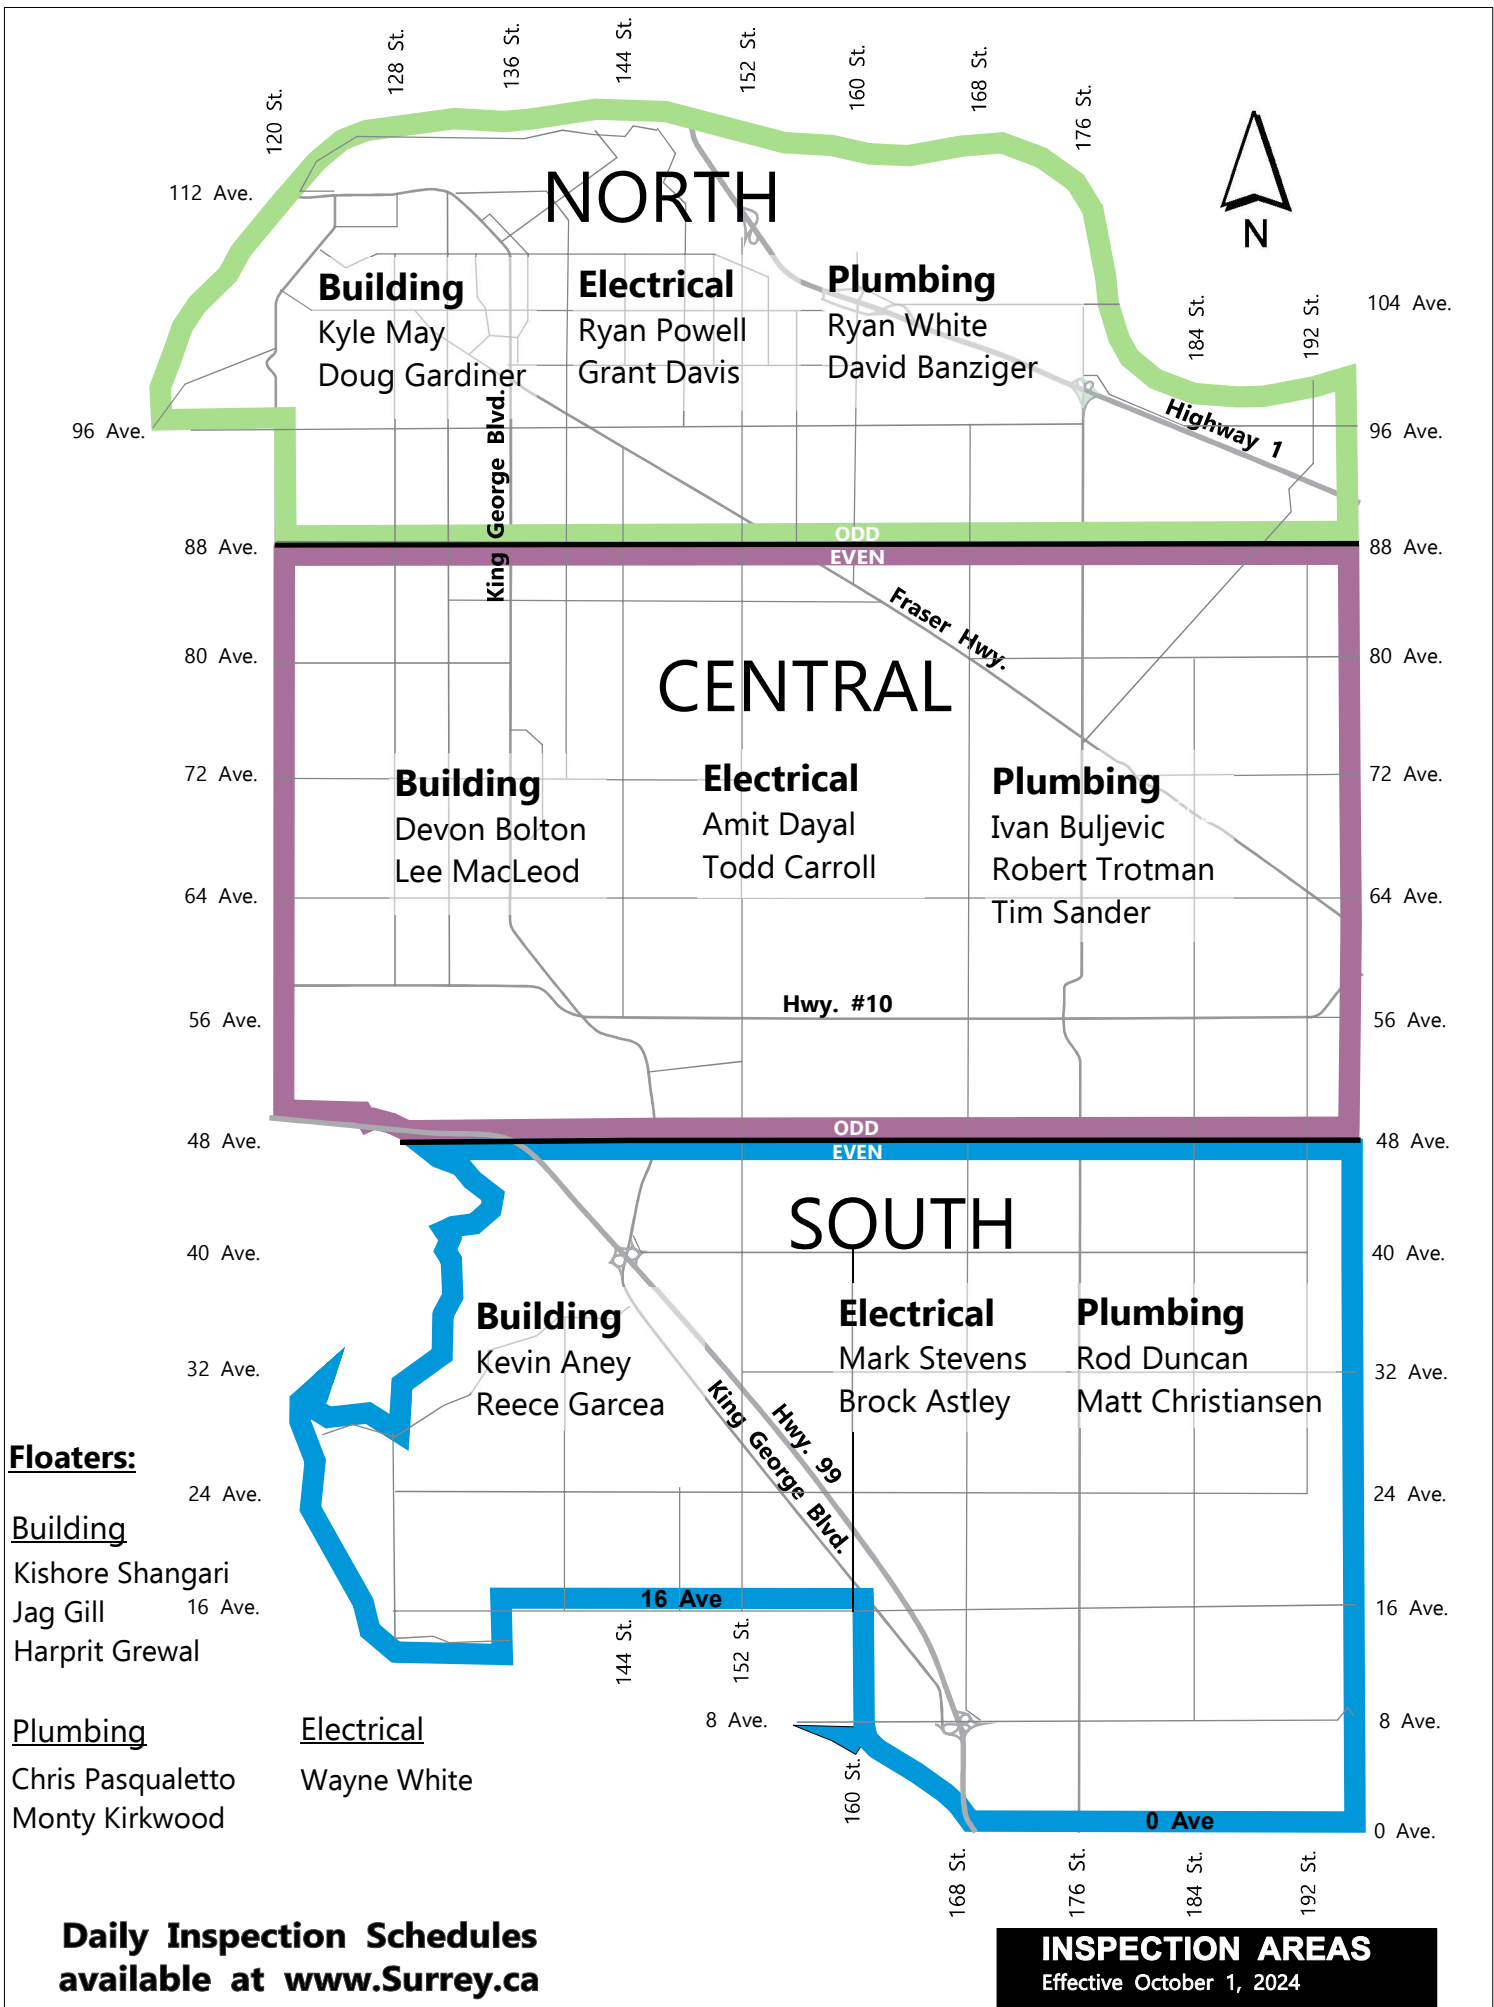 120 St.
128 St.
136 St.
144 St.
152 St.
160 St.
168 St.
176 St.
112 Ave.
NORTH
N
Building
Kyle May
Doug Gardiner
Electrical
Ryan Powell
Grant Davis
Plumbing
Ryan White
David Banziger
184 St.
192 St.
104 Ave.
96 Ave.
King George Blvd.
Highway 1
96 Ave.
ODD
88 Ave.
EVEN
88 Ave.
Fraser Hwy.
80 Ave.
CENTRAL
80 Ave.
72 Ave.
72 Ave.
Building
Devon Bolton
Lee MacLeod
Electrical
Amit Dayal
Todd Carroll
Plumbing
Ivan Buljevic
Robert Trotman
Tim Sander
64 Ave.
64 Ave.
Hwy. #10
56 Ave.
56 Ave.
ODD
48 Ave.
EVEN
48 Ave.
SOUTH
40 Ave.
40 Ave.
Building
Kevin Aney
Reece Garcea
Electrical
Mark Stevens
Brock Astley
Plumbing
Rod Duncan
Matt Christiansen
32 Ave.
32 Ave.
King George Blvd.
Hwy. 99
24 Ave.
24 Ave.
Floaters:
Building
Kishore Shangari
Jag Gill
Harprit Grewal
16 Ave.
16 Ave
16 Ave.
144 St.
152 St.
8 Ave.
8 Ave.
Plumbing
Chris Pasqualetto
Monty Kirkwood
Electrical
Wayne White
160 St.
0 Ave
0 Ave.
168 St.
176 St.
184 St.
192 St.
Daily Inspection Schedules
available at www.Surrey.ca
INSPECTION AREAS
Effective October 1, 2024